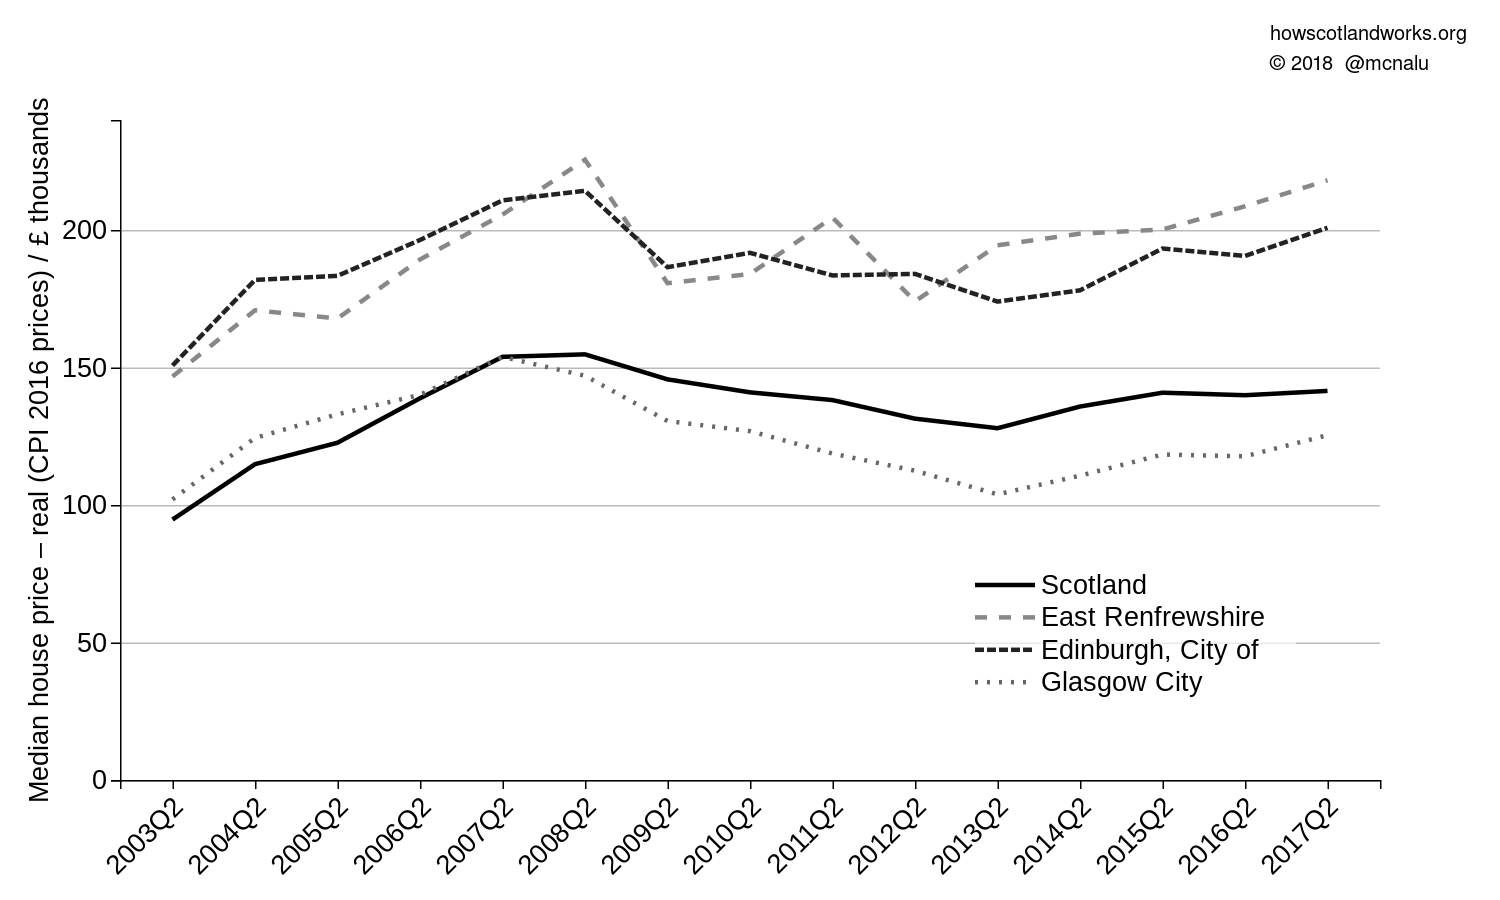 howscotlandworks.org
© 2018 @mcnalu
Median house price – real (CPI 2016 prices) / £ thousands
200
150
100
50
0
Scotland
East Renfrewshire
Edinburgh, City of
Glasgow City
2003Q2
2004Q2
2005Q2
2006Q2
2007Q2
2008Q2
2009Q2
2010Q2
2011Q2
2012Q2
2013Q2
2014Q2
2015Q2
2016Q2
2017Q2